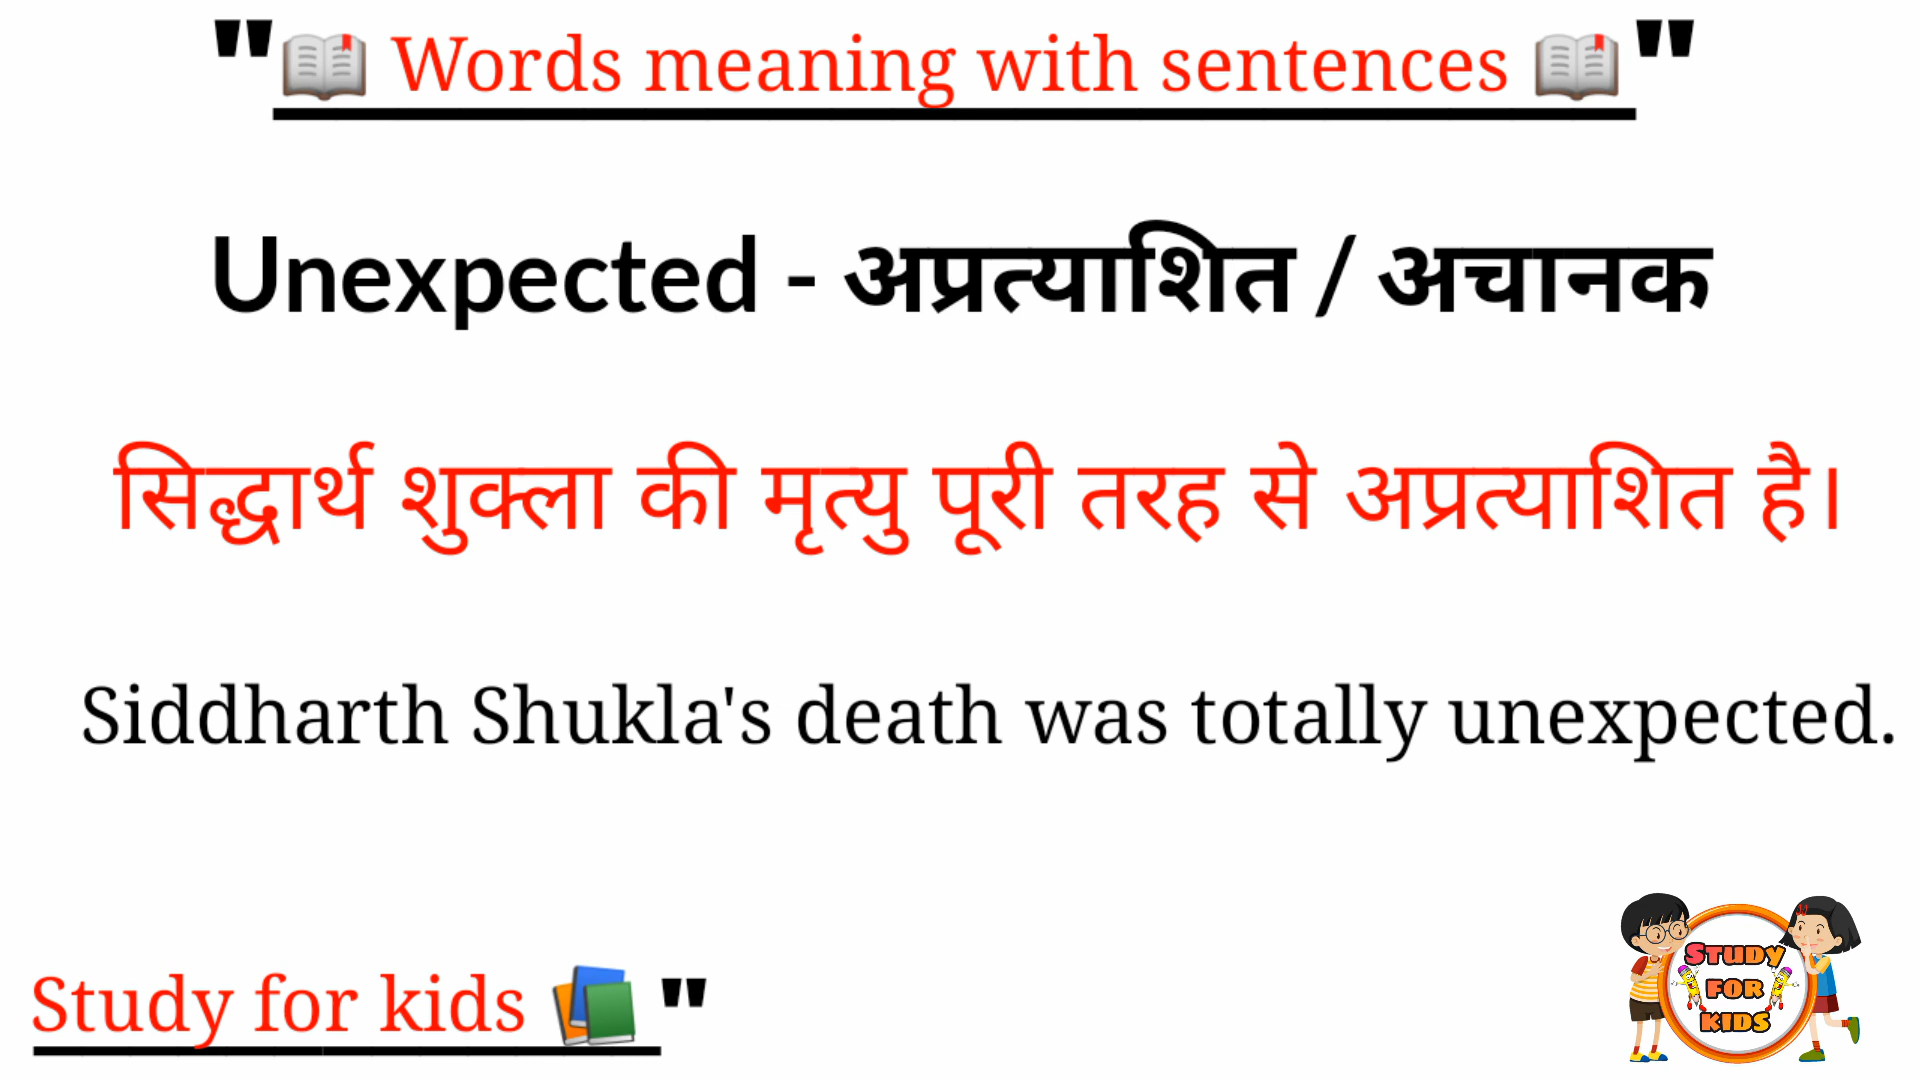 "📖 Words meaning with sentences 📖"
Unexpected - अप्रत्याशित / अचानक
सिद्धार्थ शुक्ला की मृत्यु पूरी तरह से अप्रत्याशित है।
Siddharth Shukla's death was totally unexpected.
Study for kids 📚"
STUDY
FOR
KIDS